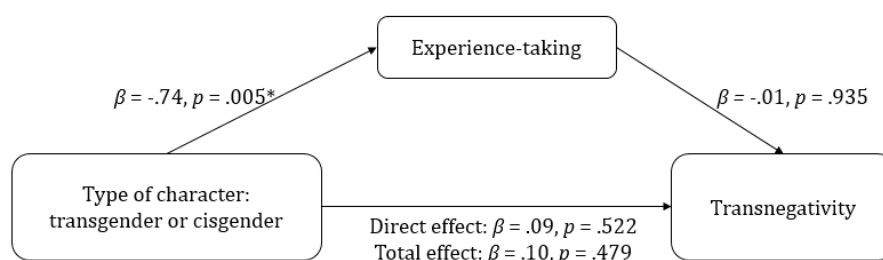 Experience-taking
β = -.74, p = .005*
β = -.01, p = .935
Type of character:
transgender or cisgender
Transnegativity
Direct effect: β = .09, p = .522
Total effect: β = .10, p = .479